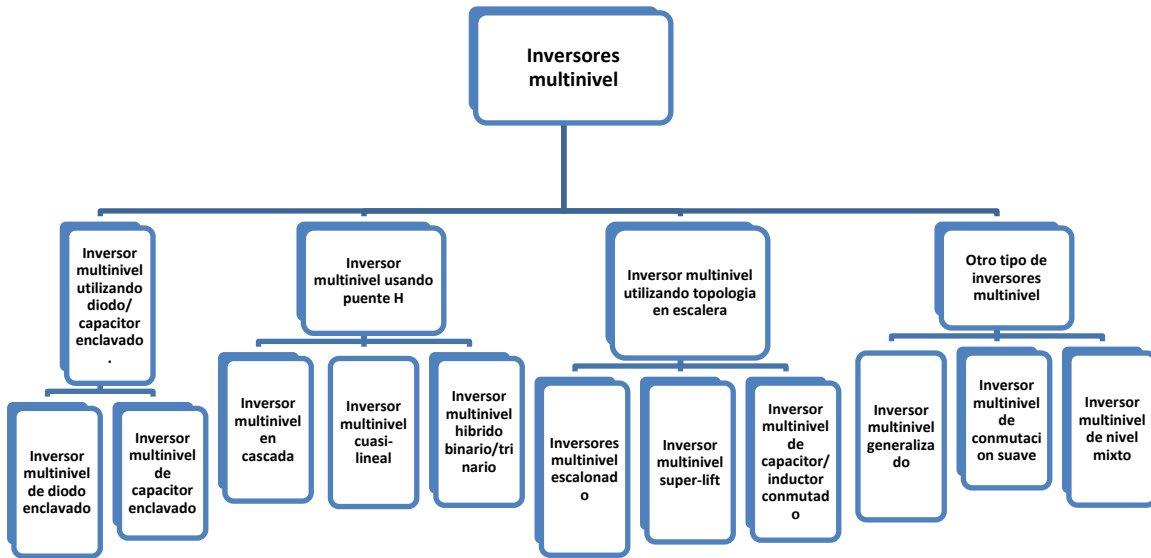 Inversores
multinivel
Inversor
multinivel
utilizando
diodo/
capacitor
enclavado
.
Inversor
multinivel usando
puente H
Inversor multinivel
utilizando topologia
en escalera
Otro tipo de
inversores
multinivel
Inversor
multinivel
de diodo
enclavado
Inversor
multinivel
de
capacitor
enclavado
Inversor
multinivel
en
cascada
Inversor
multinivel
cuasi-
lineal
Inversor
multinivel
hibrido
binario/tri
nario
Inversores
multinivel
escalonad
o
Inversor
multinivel
super-lift
Inversor
multinivel
de
capacitor/
inductor
conmutad
o
Inversor
multinivel
generaliza
do
Inversor
multinivel
de
conmutaci
on suave
Inversor
multinivel
de nivel
mixto